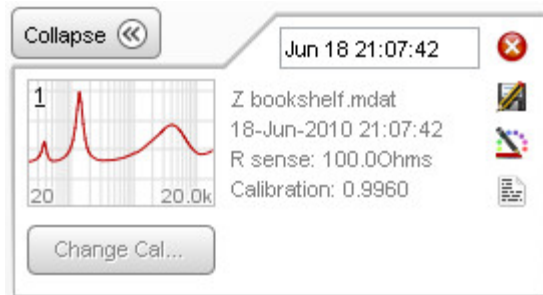 Collapse
Jun 18 21:07:42
1
20
20.0k
Z bookshelf.mdat
18-Jun-2010 21:07:42
R sense: 100.0Ohms
Calibration: 0.9960
Change Cal...